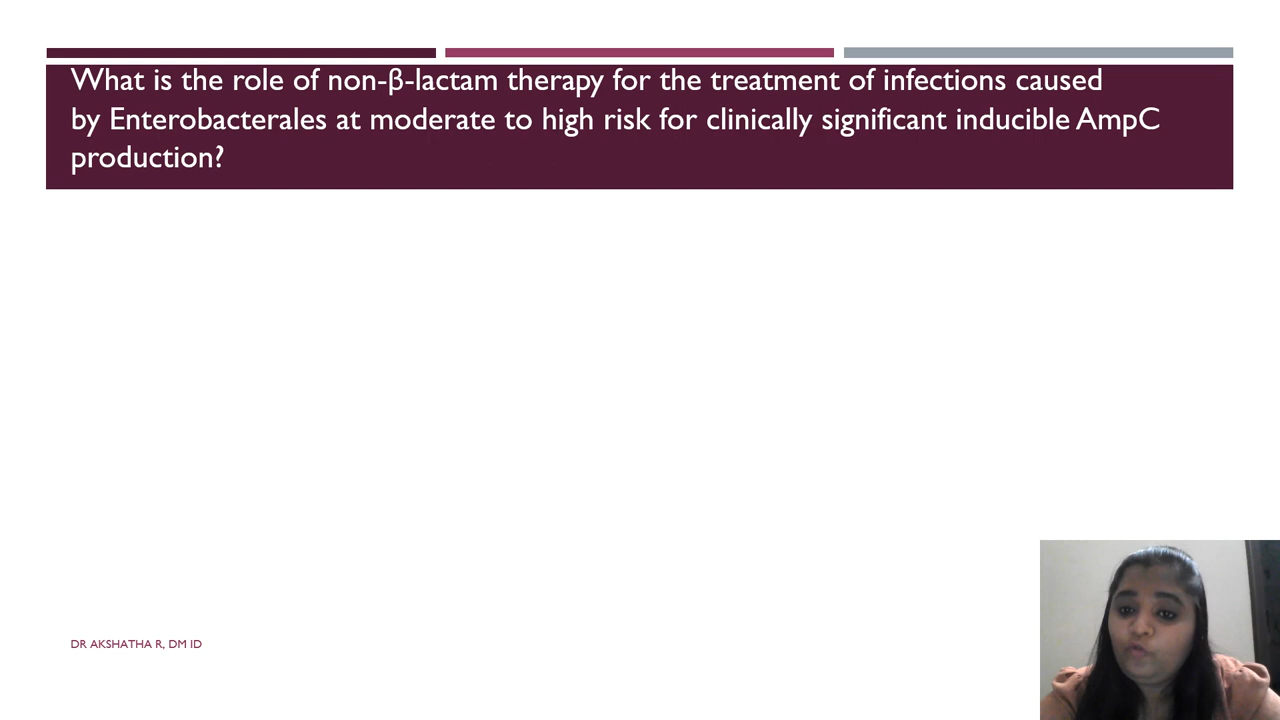 What is the role of non-β-lactam therapy for the treatment of infections caused
by Enterobacterales at moderate to high risk for clinically significant inducible AmpC
production?
DR AKSHATHA R, DM ID